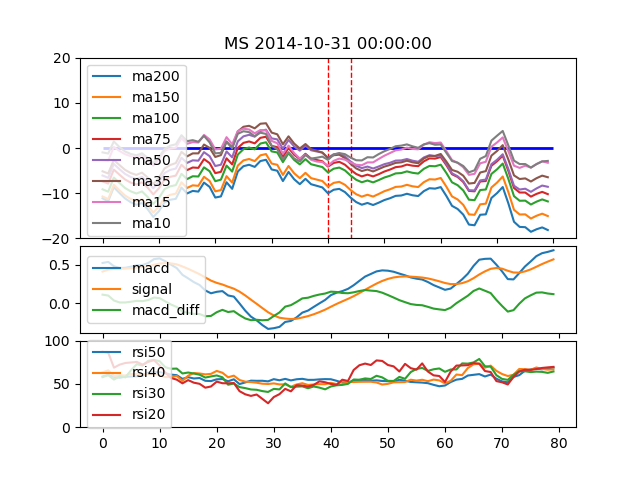 MS 2014-10-31 00:00:00
20
10
0
−10
−20
ma200
ma150
ma100
ma75
ma50
ma35
ma15
ma10
0.5
0.0
macd
signal
macd_diff
100
50
0
rsi50
rsi40
rsi30
rsi20
0 10 20 30 40 50 60 70 80